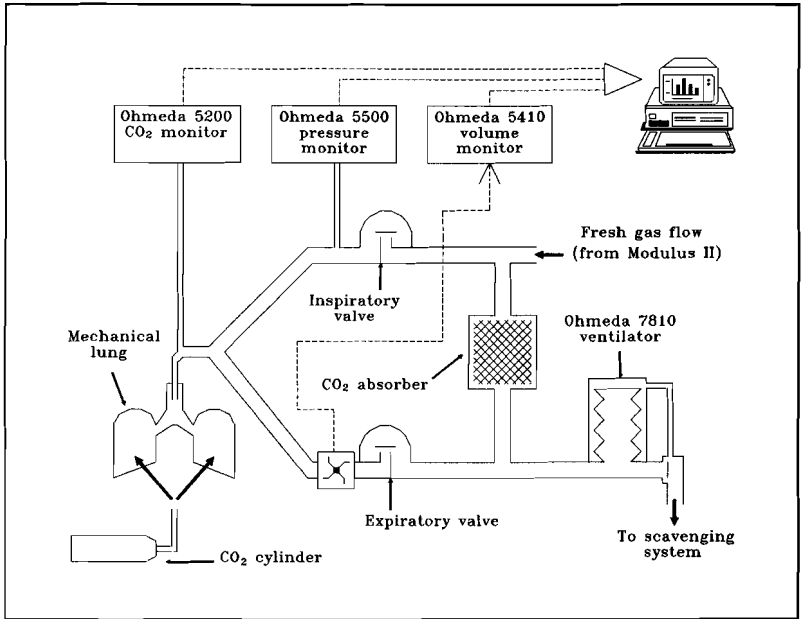 Ohmeda 5200
CO₂ monitor
Ohmeda 5500
pressure
monitor
Ohmeda 5410
volume
monitor
Fresh gas flow
(from Modulus II)
Inspiratory
valve
Mechanical
lung
CO₂ absorber
Ohmeda 7810
ventilator
Expiratory valve
To scavenging
system
CO₂ cylinder